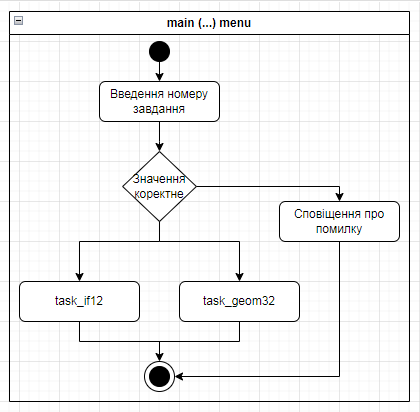 main (...) menu
Введення номеру
завдання
Значення
коректне
Сповіщення про
помилку
task_if12
task_geom32